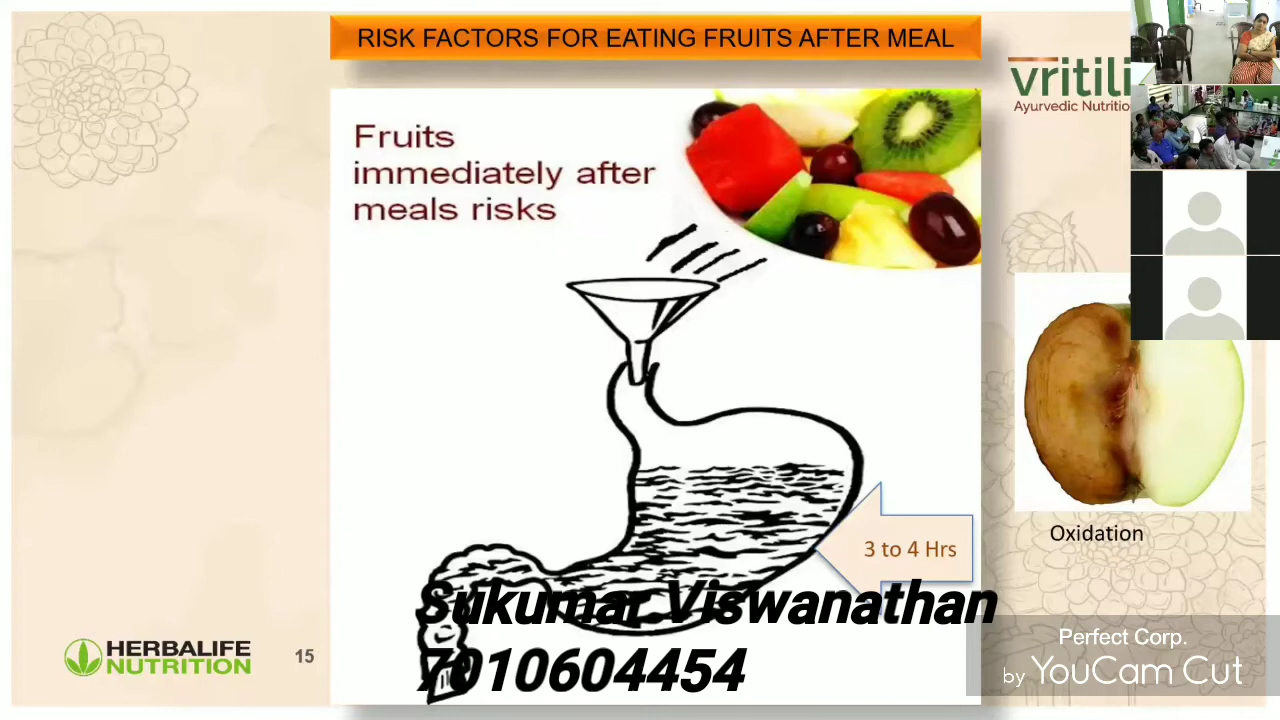 RISK FACTORS FOR EATING FRUITS AFTER MEAL
Fruits
immediately after
meals risks
vritili
Ayurvedic Nutritio
3 to 4 Hrs
Oxidation
Sukumar Viswanathan
7010604454
HERBALIFE
NUTRITION
15
Perfect Corp.
by YouCam Cut